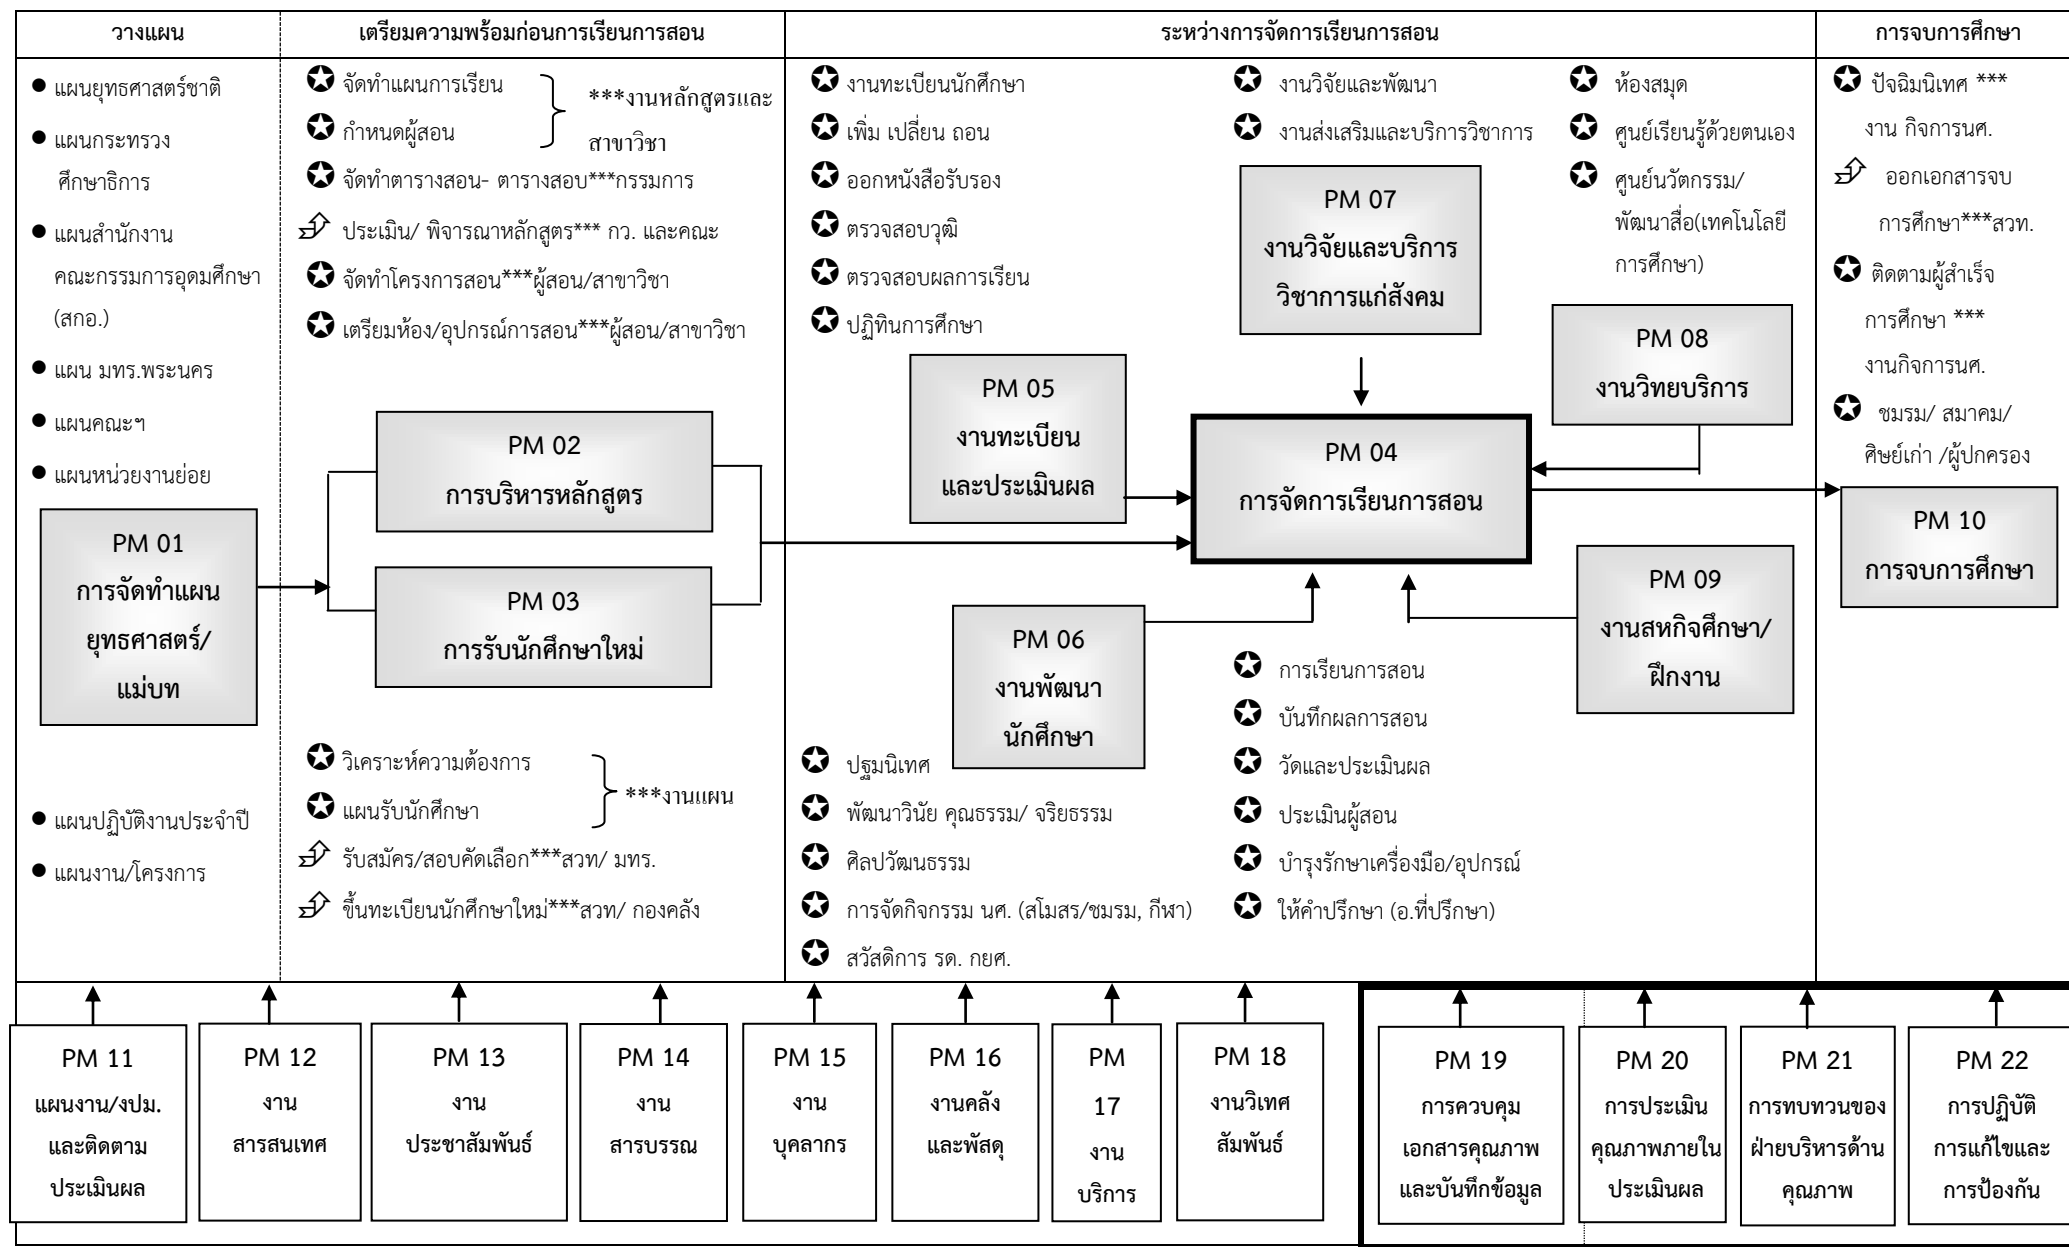 วางแผน
เตรียมความพร้อมก่อนการเรียนการสอน
ระหว่างการจัดการเรียนการสอน
การจบการศึกษา
แผนยุทธศาสตร์ชาติ
แผนกระทรวง
ศึกษาธิการ
แผนสำนักงาน
คณะกรรมการอุดมศึกษา
(สกอ.)
แผน มทร.พระนคร
แผนคณะฯ
แผนหน่วยงานย่อย
PM 01
การจัดทำแผน
ยุทธศาสตร์/
แม่บท
แผนปฏิบัติงานประจำปี
แผนงาน/โครงการ
จัดทำแผนการเรียน
กำหนดผู้สอน
***งานหลักสูตรและ
สาขาวิชา
จัดทำตารางสอน- ตารางสอบ***กรรมการ
ประเมิน/ พิจารณาหลักสูตร*** กว. และคณะ
จัดทำโครงการสอน***ผู้สอน/สาขาวิชา
เตรียมห้อง/อุปกรณ์การสอน***ผู้สอน/สาขาวิชา
PM 02
การบริหารหลักสูตร
PM 03
การรับนักศึกษาใหม่
วิเคราะห์ความต้องการ
แผนรับนักศึกษา
***งานแผน
รับสมัคร/สอบคัดเลือก***สวท/ มทร.
ขึ้นทะเบียนนักศึกษาใหม่***สวท/ กองคลัง
งานทะเบียนนักศึกษา
เพิ่ม เปลี่ยน ถอน
ออกหนังสือรับรอง
ตรวจสอบวุฒิ
ตรวจสอบผลการเรียน
ปฏิทินการศึกษา
PM 05
งานทะเบียน
และประเมินผล
งานวิจัยและพัฒนา
งานส่งเสริมและบริการวิชาการ
PM 07
งานวิจัยและบริการ
วิชาการแก่สังคม
ห้องสมุด
ศูนย์เรียนรู้ด้วยตนเอง
ศูนย์นวัตกรรม/
พัฒนาสื่อ(เทคโนโลยี
การศึกษา)
PM 08
งานวิทยบริการ
PM 04
การจัดการเรียนการสอน
PM 06
งานพัฒนา
นักศึกษา
PM 09
งานสหกิจศึกษา/
ฝึกงาน
ปฐมนิเทศ
พัฒนาวินัย คุณธรรม/ จริยธรรม
ศิลปวัฒนธรรม
การจัดกิจกรรม นศ. (สโมสร/ชมรม, กีฬา)
สวัสดิการ รด. กยศ.
การเรียนการสอน
บันทึกผลการสอน
วัดและประเมินผล
ประเมินผู้สอน
บำรุงรักษาเครื่องมือ/อุปกรณ์
ให้คำปรึกษา (อ.ที่ปรึกษา)
ปัจฉิมนิเทศ ***
งาน กิจการนศ.
ออกเอกสารจบ
การศึกษา***สวท.
ติดตามผู้สำเร็จ
การศึกษา ***
งานกิจการนศ.
ชมรม/ สมาคม/
ศิษย์เก่า /ผู้ปกครอง
PM 10
การจบการศึกษา
PM 11
แผนงาน/งปม.
และติดตาม
ประเมินผล
PM 12
งาน
สารสนเทศ
PM 13
งาน
ประชาสัมพันธ์
PM 14
งาน
สารบรรณ
PM 15
งาน
บุคลากร
PM 16
งานคลัง
และพัสดุ
PM
17
งาน
บริการ
PM 18
งานวิเทศ
สัมพันธ์
PM 19
การควบคุม
เอกสารคุณภาพ
และบันทึกข้อมูล
PM 20
การประเมิน
คุณภาพภายใน
ประเมินผล
PM 21
การทบทวนของ
ฝ่ายบริหารด้าน
คุณภาพ
PM 22
การปฏิบัติ
การแก้ไขและ
การป้องกัน